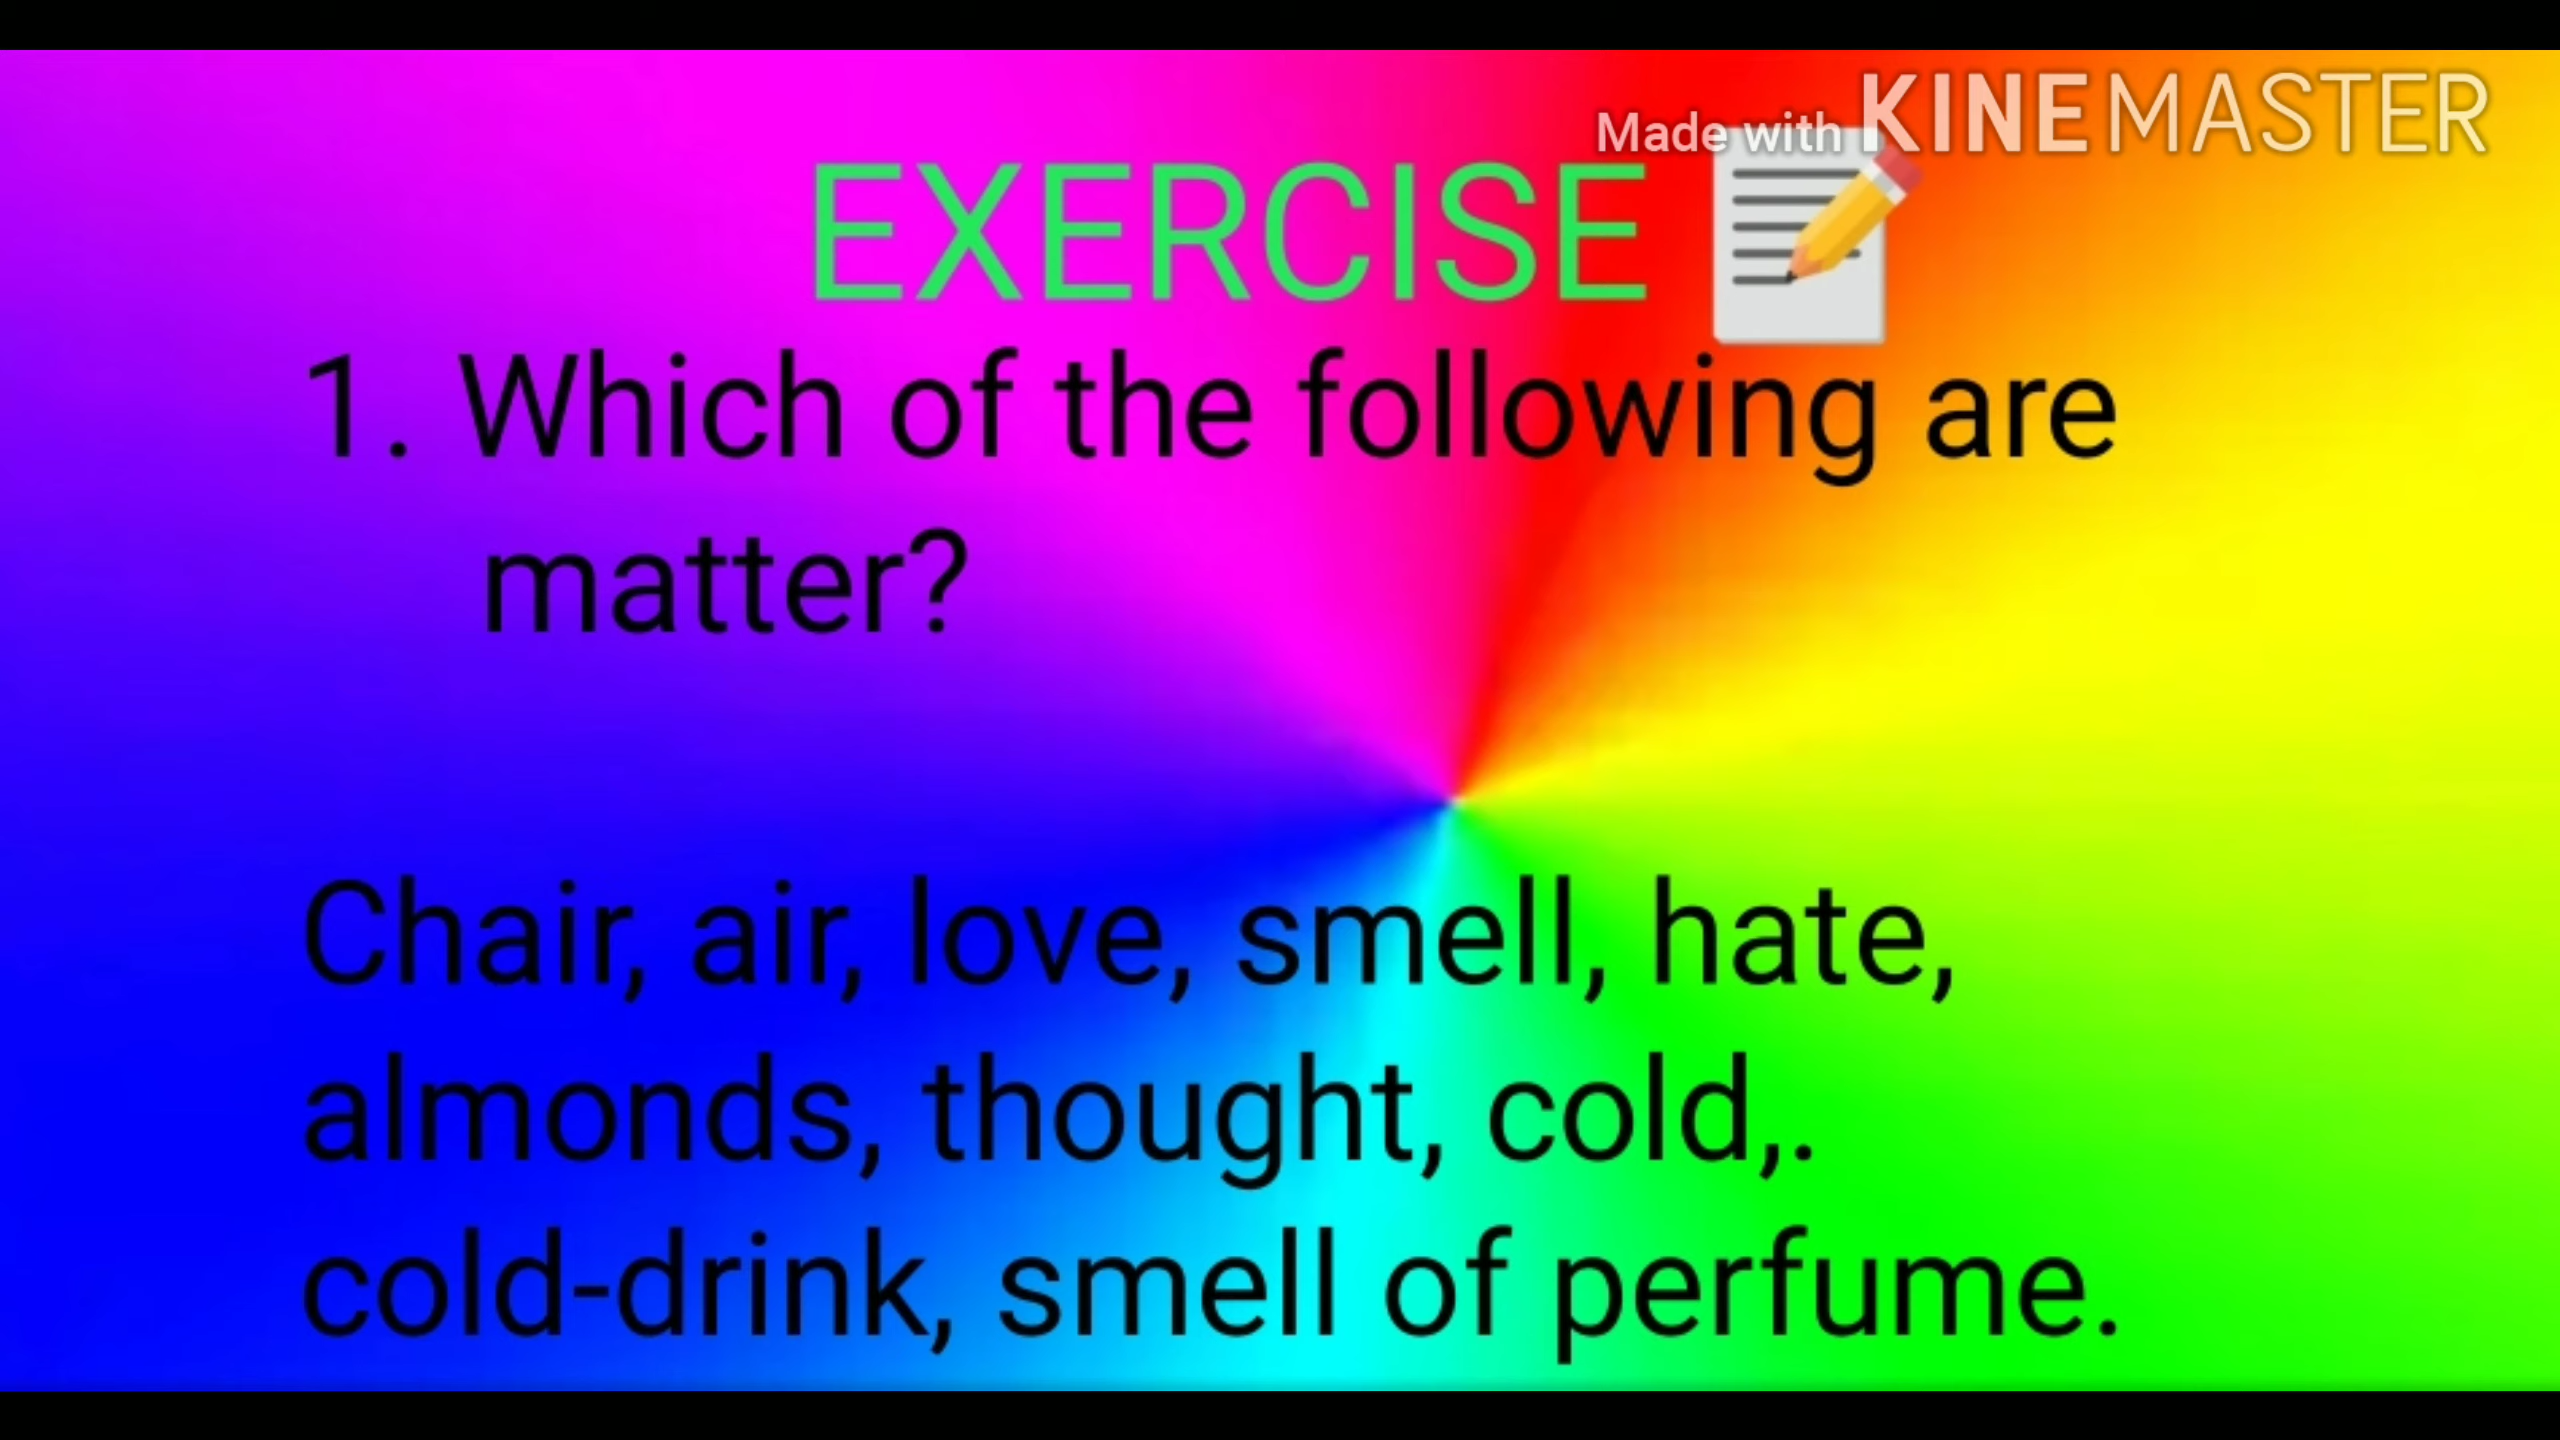 Made with KINEMASTER
EXERCISE
1. Which of the following are
matter?
Chair, air, love, smell, hate,
almonds, thought, cold,.
cold-drink, smell of perfume.